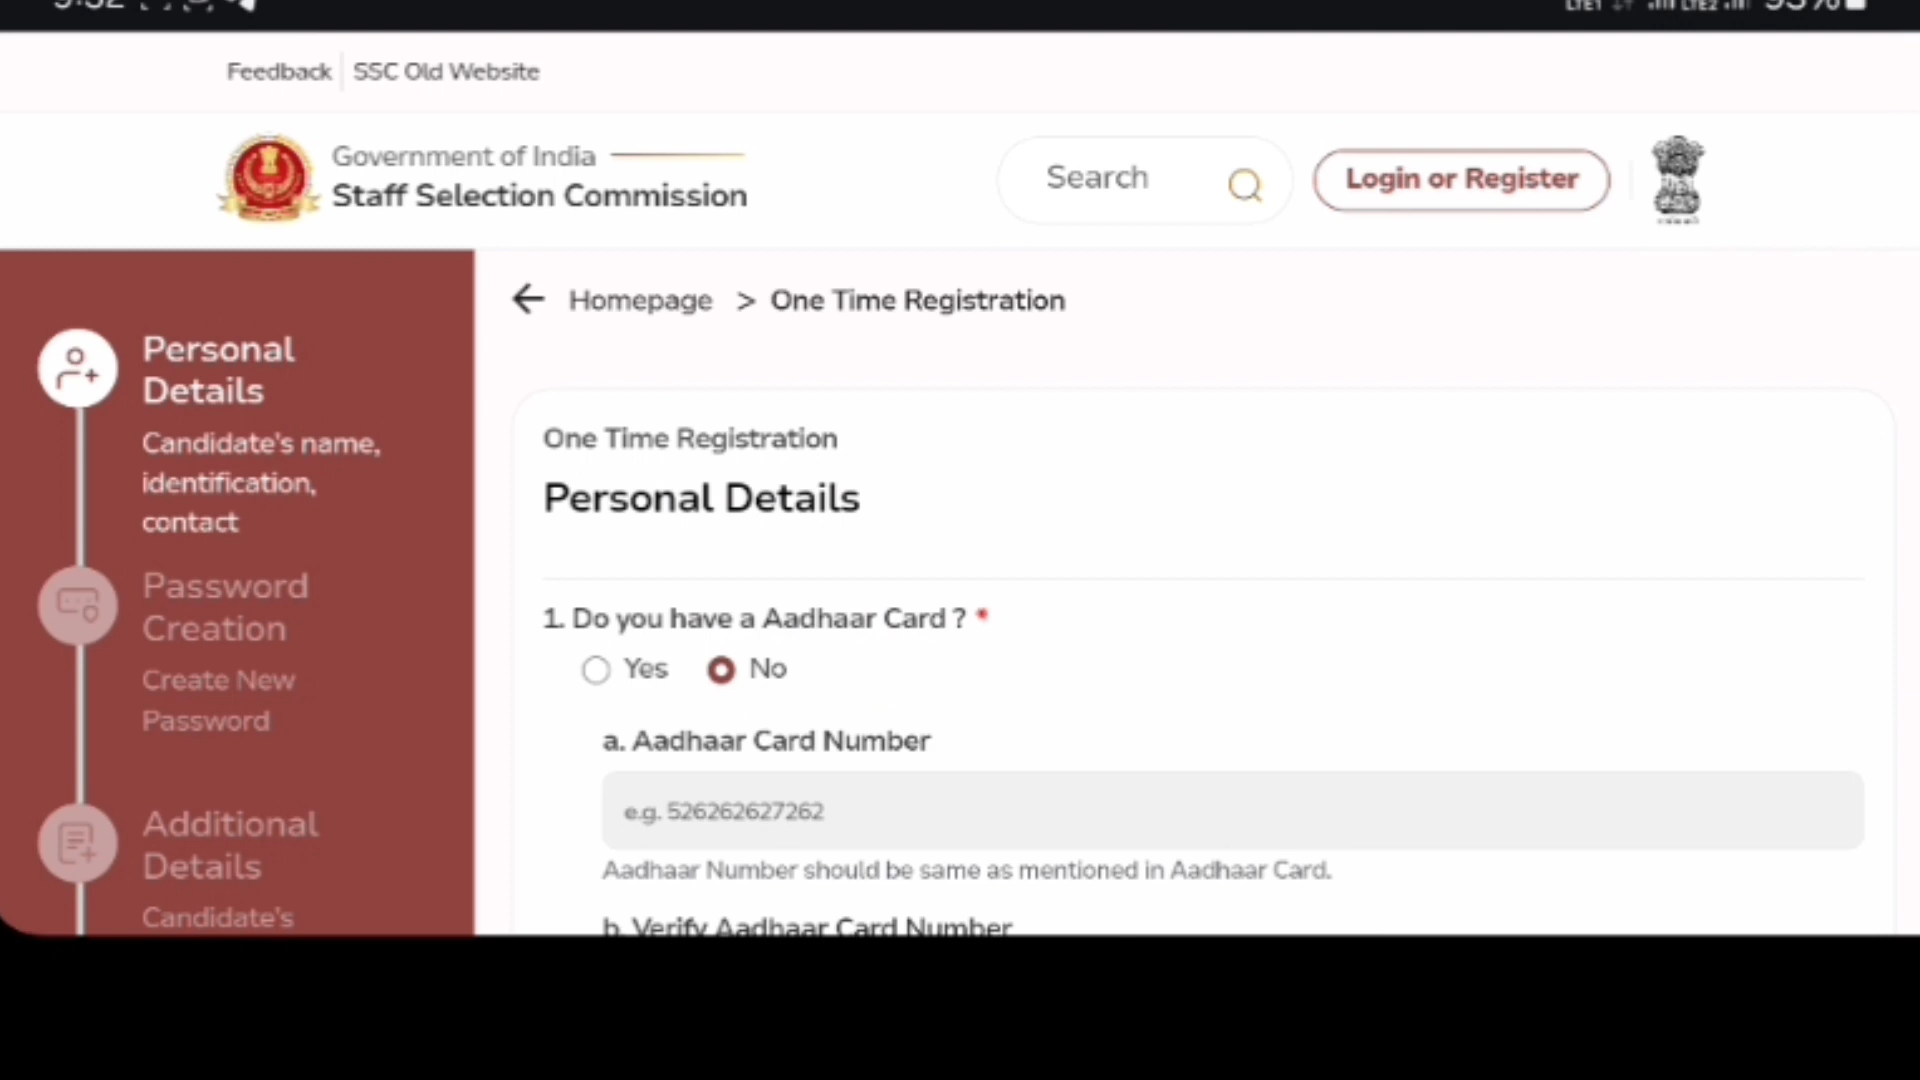 Feedback
SSC Old Website
Government of India
Staff Selection Commission
Search
Login or Register
Homepage > One Time Registration
Personal
Details
Candidate's name,
identification,
contact
Password
Creation
Create New
Password
Additional
Details
Candidate's
One Time Registration
Personal Details
1. Do you have a Aadhaar Card ? *
Yes
No
a. Aadhaar Card Number
e.g. 526262627262
Aadhaar Number should be same as mentioned in Aadhaar Card.
b. Verify Aadhaar Card Number